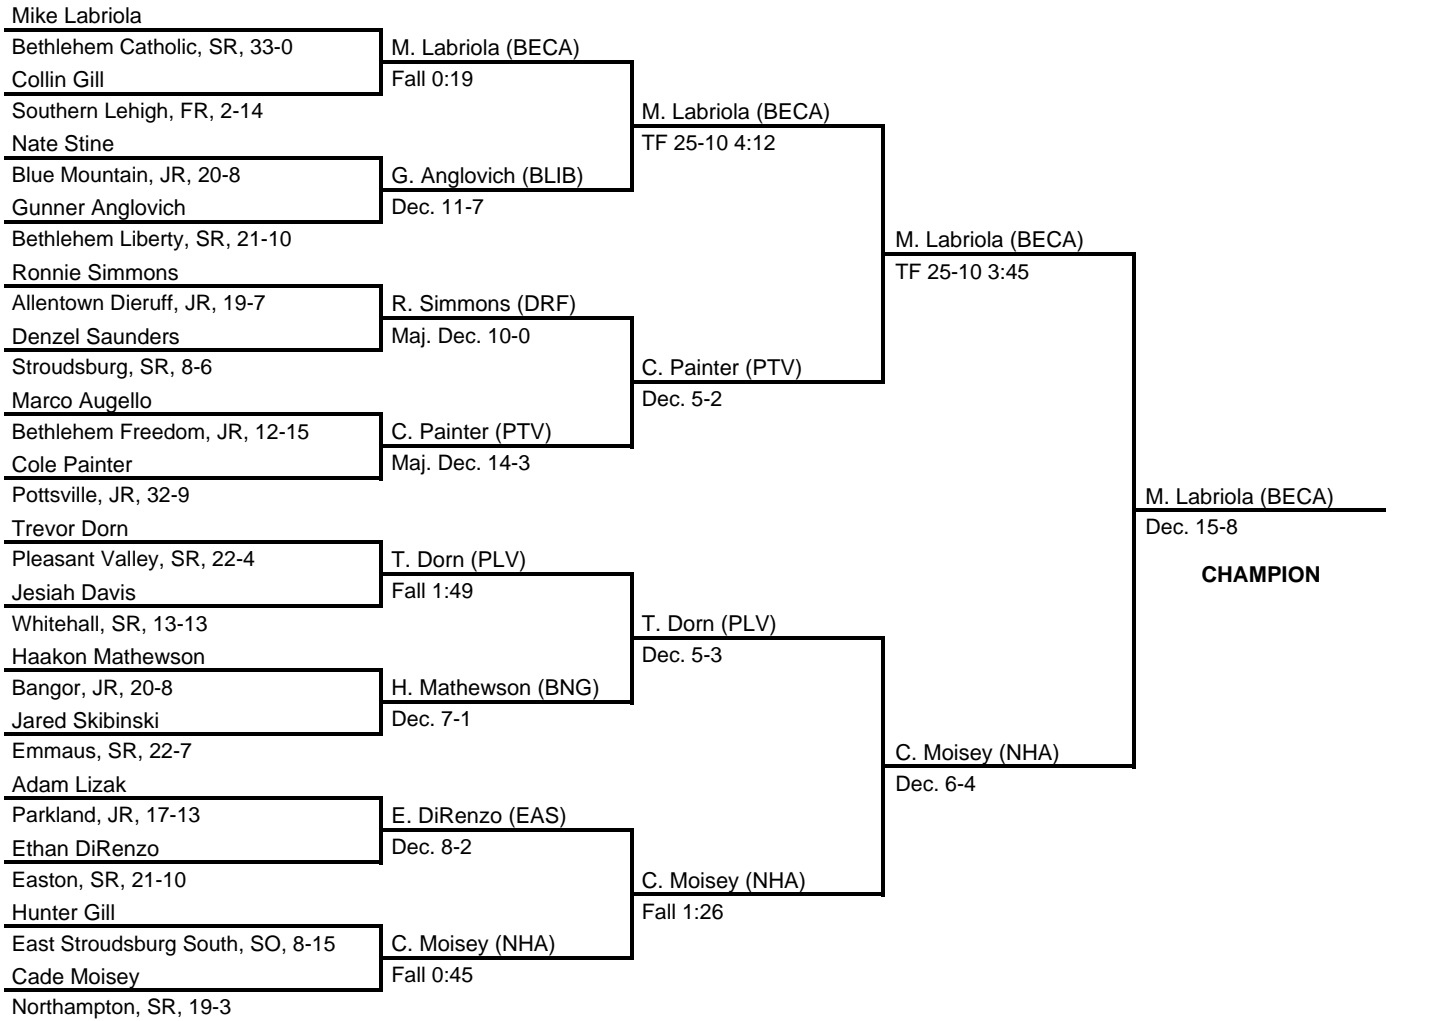 Mike Labriola
Bethlehem Catholic, SR, 33-0
Collin Gill
Southern Lehigh, FR, 2-14
Nate Stine
Blue Mountain, JR, 20-8
Gunner Anglovich
Bethlehem Liberty, SR, 21-10
Ronnie Simmons
Allentown Dieruff, JR, 19-7
Denzel Saunders
Stroudsburg, SR, 8-6
Marco Augello
Bethlehem Freedom, JR, 12-15
Cole Painter
Pottsville, JR, 32-9
Trevor Dorn
Pleasant Valley, SR, 22-4
Jesiah Davis
Whitehall, SR, 13-13
Haakon Mathewson
Bangor, JR, 20-8
Jared Skibinski
Emmaus, SR, 22-7
Adam Lizak
Parkland, JR, 17-13
Ethan DiRenzo
Easton, SR, 21-10
Hunter Gill
East Stroudsburg South, SO, 8-15
Cade Moisey
Northampton, SR, 19-3
M. Labriola (BECA)
Fall 0:19
G. Anglovich (BLIB)
Dec. 11-7
R. Simmons (DRF)
Maj. Dec. 10-0
C. Painter (PTV)
Maj. Dec. 14-3
T. Dorn (PLV)
Fall 1:49
H. Mathewson (BNG)
Dec. 7-1
E. DiRenzo (EAS)
Dec. 8-2
C. Moisey (NHA)
Fall 0:45
M. Labriola (BECA)
TF 25-10 4:12
C. Painter (PTV)
Dec. 5-2
T. Dorn (PLV)
Dec. 5-3
C. Moisey (NHA)
Fall 1:26
M. Labriola (BECA)
TF 25-10 3:45
C. Moisey (NHA)
Dec. 6-4
M. Labriola (BECA)
Dec. 15-8
CHAMPION